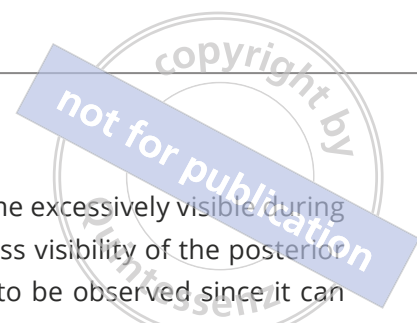 copyright by
not for publication
Quintessenz
ne excessively visible during
ss visibility of the posterior
to be observed since it can